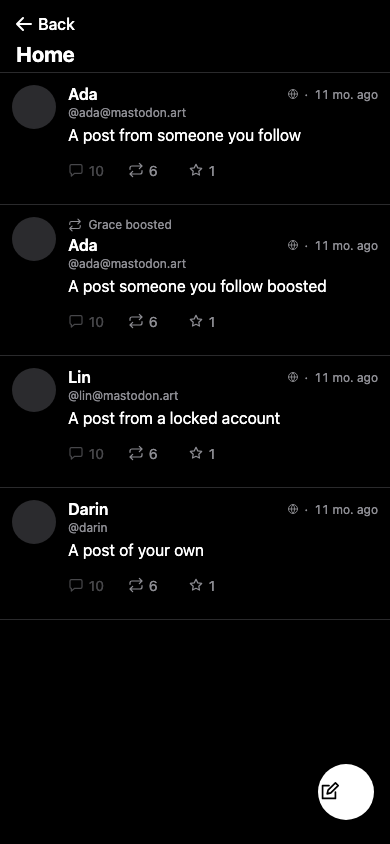 Back
Home
Ada
· 11 mo. ago
@ada@mastodon.art
A post from someone you follow
10 6 1
Grace boosted
Ada
· 11 mo. ago
@ada@mastodon.art
A post someone you follow boosted
10 6 1
Lin
· 11 mo. ago
@lin@mastodon.art
A post from a locked account
10 6 1
Darin
· 11 mo. ago
@darin
A post of your own
10 6 1